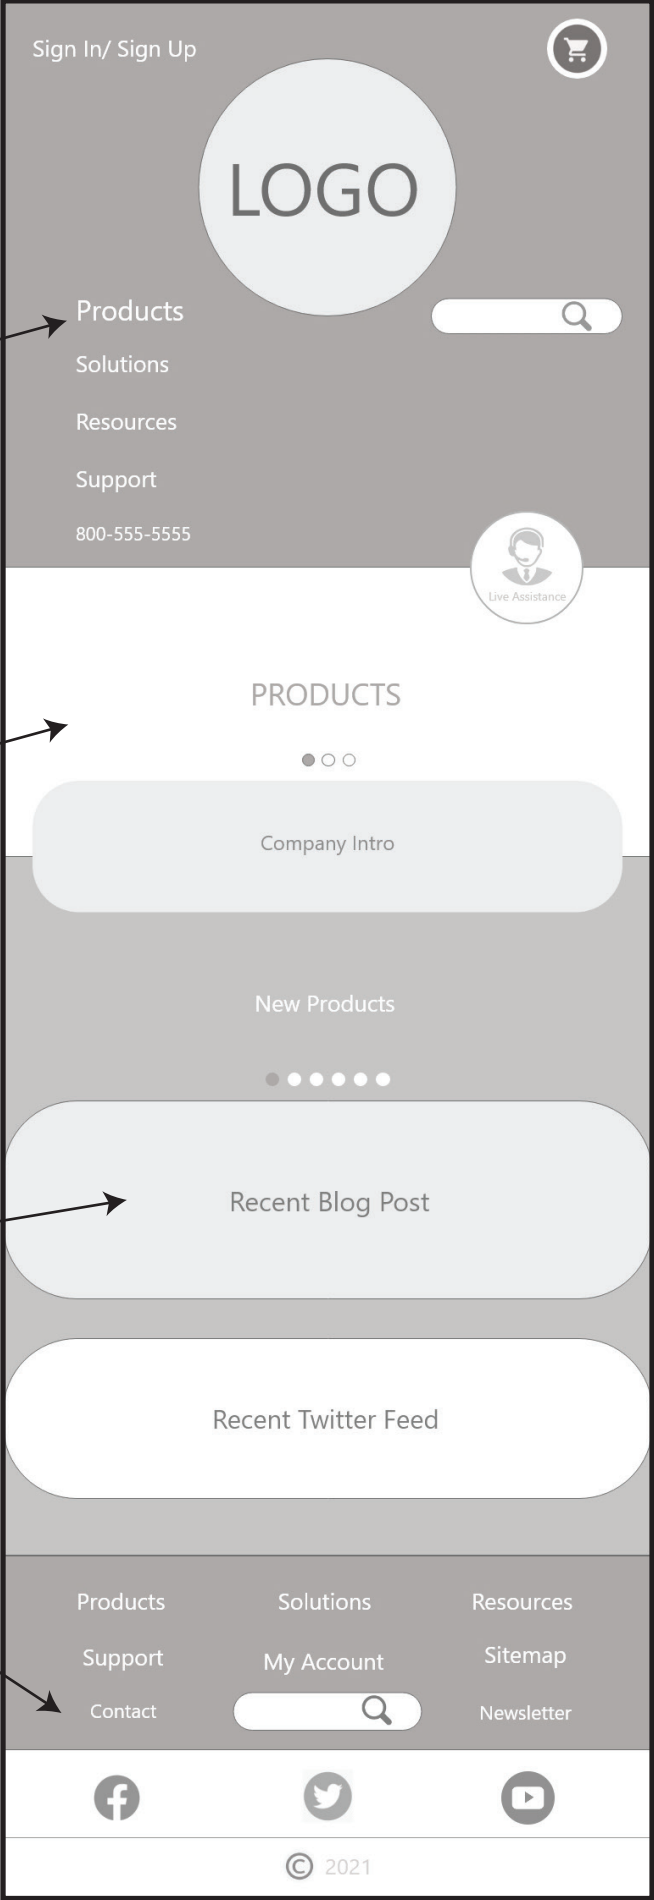 Sign In/ Sign Up
LOGO
Products
Solutions
Resources
Support
800-555-5555
Live Assistance
PRODUCTS
Company Intro
New Products
Recent Blog Post
Recent Twitter Feed
Products Solutions Resources
Support My Account Sitemap
Contact Newsletter
© 2021